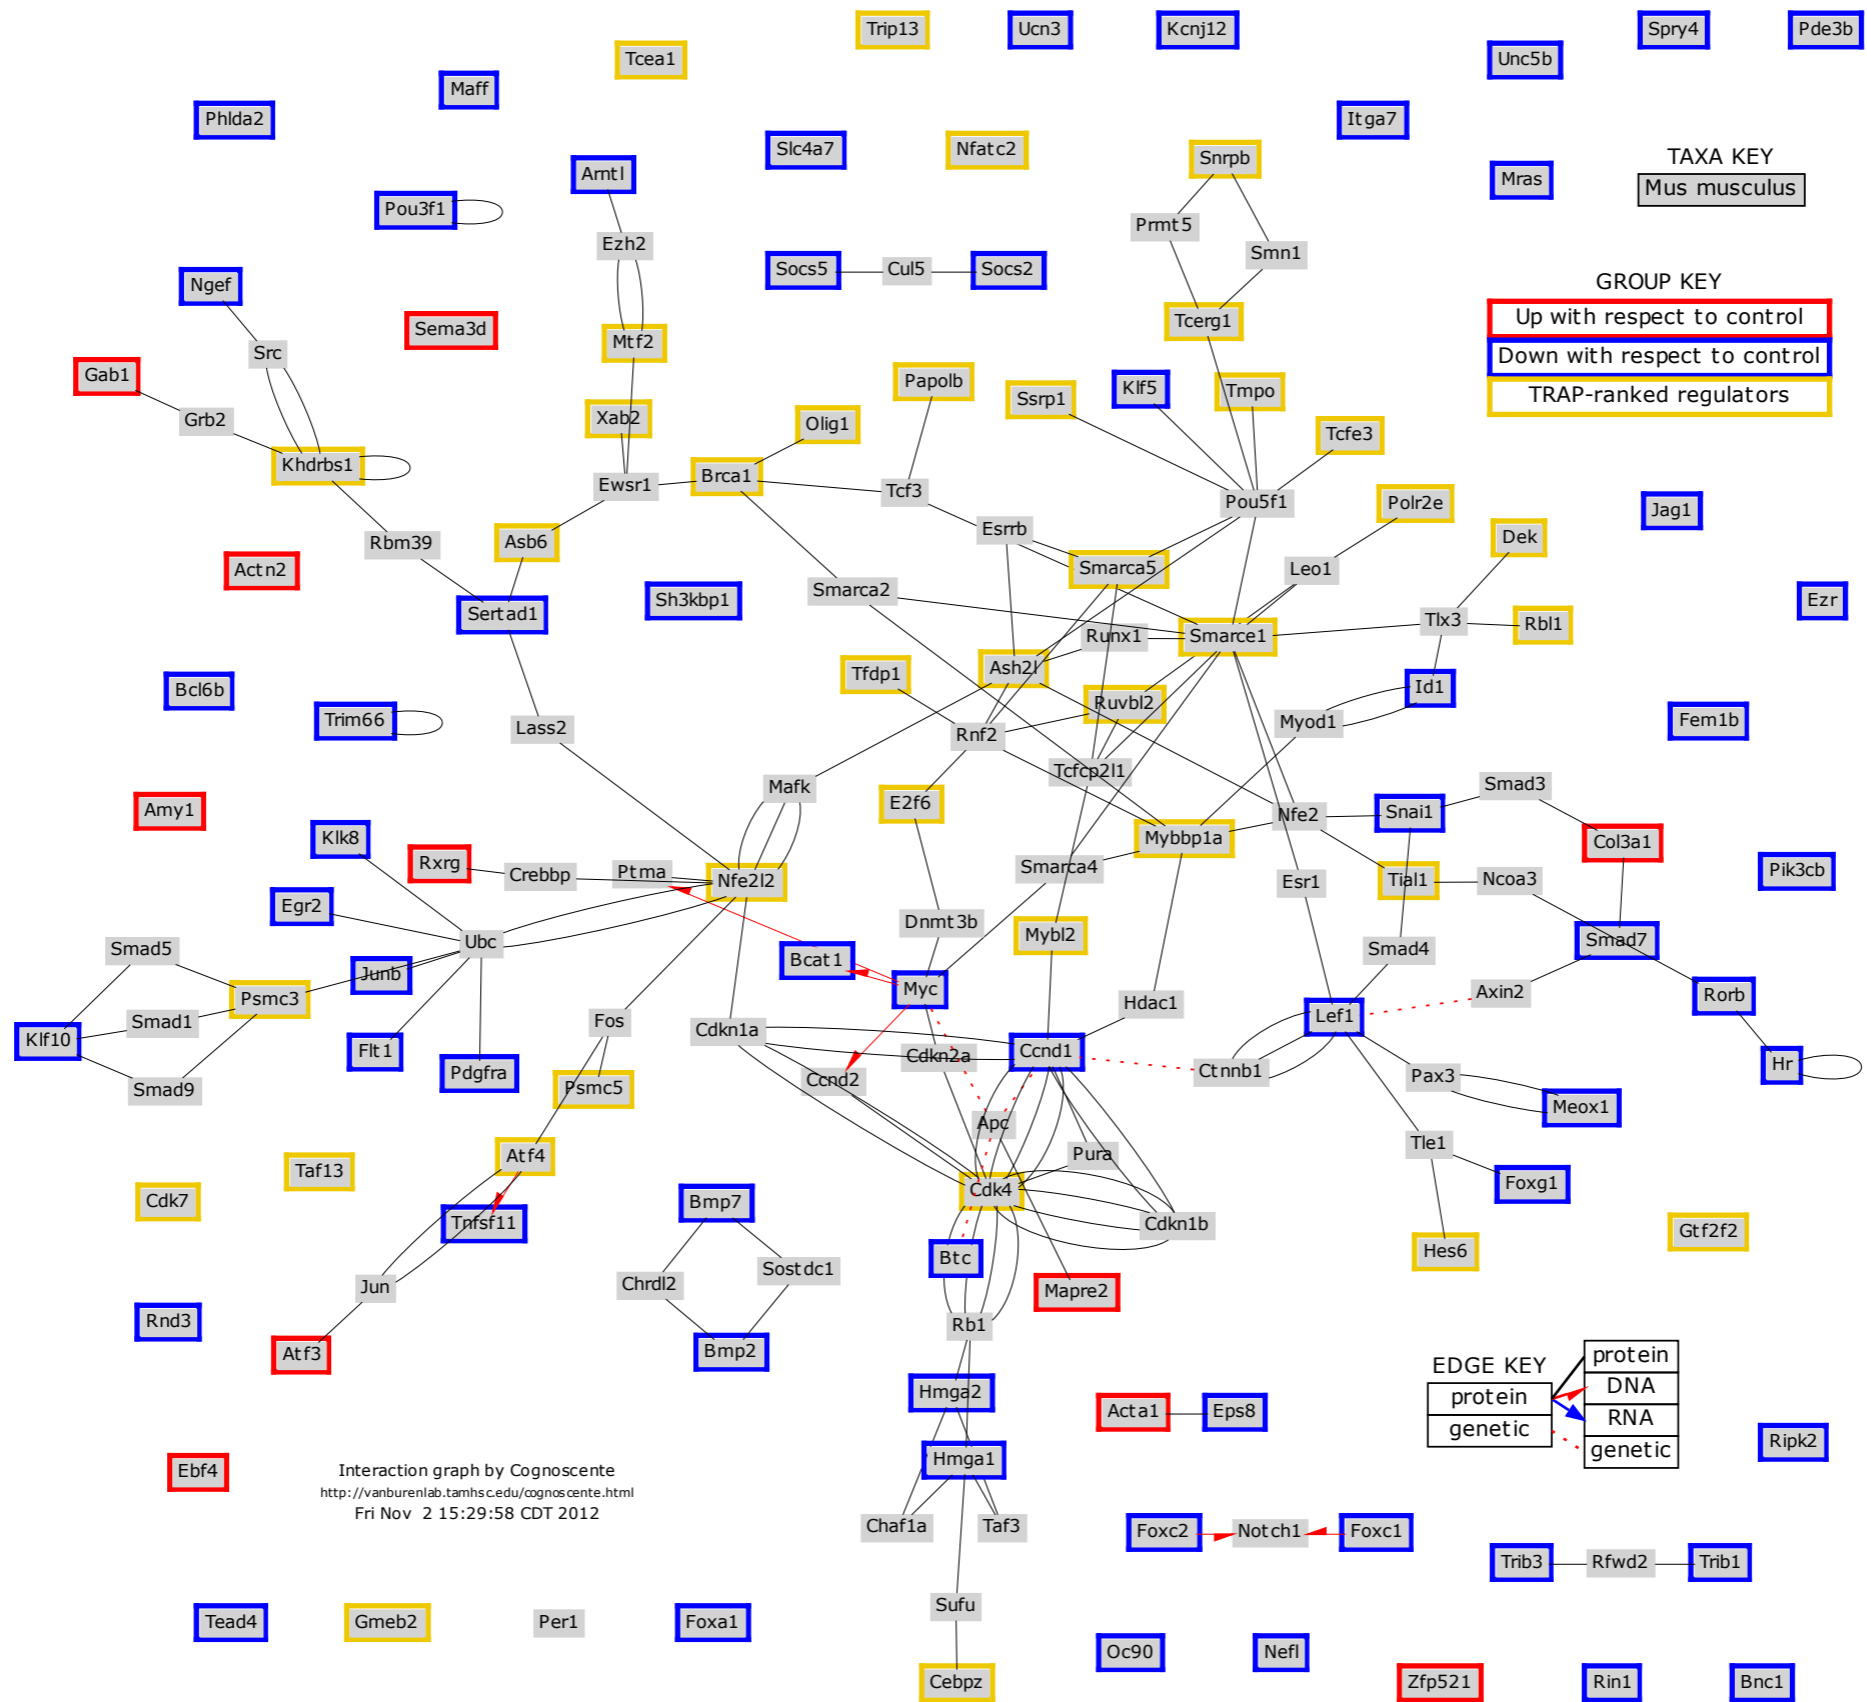 Trip13
Ucn3
Kcnj12
Spry4
Pde3b
Tcea1
Unc5b
Maff
Phlda2
Itga7
Slc4a7
Nfatc2
Snrpb
TAXA KEY
Arntl
Mras
Mus musculus
Pou3f1
Prmt5
Ezh2
Smn1
Socs5
Cul5
Socs2
Ngef
GROUP KEY
Up with respect to control
Sema3d
Tcerg1
Mtf2
Src
Down with respect to control
Gab1
Papolb
Klf5
Tmpo
TRAP-ranked regulators
Ssrp1
Grb2
Xab2
Olig1
Tcfe3
Khdrbs1
Brca1
Ewsr1
Tcf3
Pou5f1
Polr2e
Jag1
Esrrb
Rbm39
Asb6
Dek
Actn2
Smarca5
Leo1
Smarca2
Sh3kbp1
Ezr
Sertad1
Tlx3
Rbl1
Runx1
Smarce1
Ash2l
Tfdp1
Bcl6b
Id1
Ruvbl2
Trim66
Myod1
Fem1b
Lass2
Rnf2
Tcfcp2l1
Mafk
Smad3
Amy1
E2f6
Snai1
Nfe2
Klk8
Mybbp1a
Col3a1
Rxrg
Smarca4
Pik3cb
Crebbp
Ptma
Nfe2l2
Esr1
Tial1
Ncoa3
Egr2
Dnmt3b
Mybl2
Smad5
Ubc
Smad7
Smad4
Bcat1
Junb
Myc
Psmc3
Axin2
Rorb
Hdac1
Smad1
Fos
Lef1
Klf10
Cdkn1a
Flt1
Cdkn2a
Ccnd1
Hr
Pdgfra
Ccnd2
Ctnnb1
Pax3
Smad9
Psmc5
Meox1
Apc
Tle1
Atf4
Pura
Taf13
Foxg1
Cdk7
Cdk4
Bmp7
Tnfsf11
Cdkn1b
Gtf2f2
Hes6
Btc
Sostdc1
Jun
Chrdl2
Mapre2
Rnd3
Rb1
Atf3
Bmp2
EDGE KEY
protein
DNA
protein
RNA
genetic
genetic
Hmga2
Acta1
Eps8
Ripk2
Hmga1
Ebf4
Interaction graph by Cognoscente
http://vanburenlab.tamhsc.edu/cognoscente.html
Fri Nov 2 15:29:58 CDT 2012
Chaf1a
Taf3
Foxc2
Notch1
Foxc1
Trib3
Rfwd2
Trib1
Sufu
Tead4
Gmeb2
Per1
Foxa1
Oc90
Nefl
Cebpz
Zfp521
Rin1
Bnc1